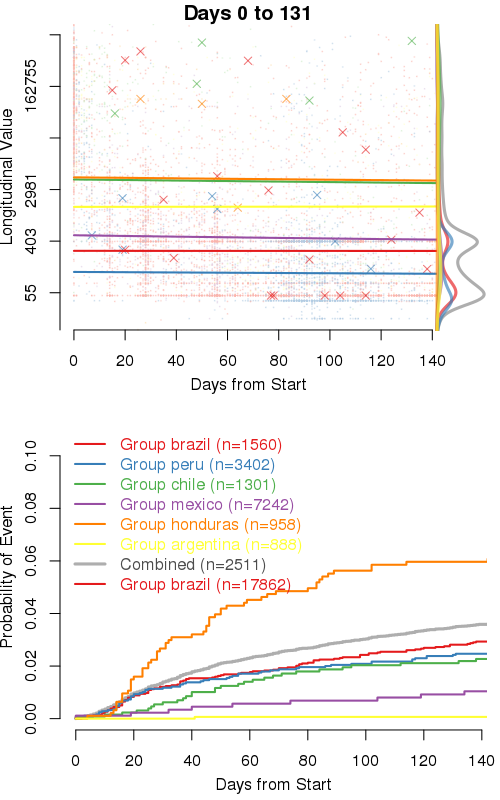 Days 0 to 131
Longitudinal Value
162755
2981
403
55
0 20 40 60 80 100 120 140
Days from Start
Probability of Event
0.10
0.08
0.06
0.04
0.02
0.00
Group brazil (n=1560)
Group peru (n=3402)
Group chile (n=1301)
Group mexico (n=7242)
Group honduras (n=958)
Group argentina (n=888)
Combined (n=2511)
Group brazil (n=17862)
0 20 40 60 80 100 120 140
Days from Start